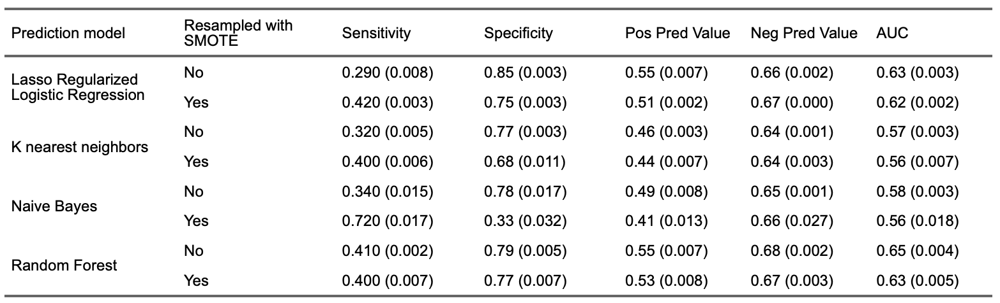 Prediction model Resampled with SMOTE Sensitivity Specificity Pos Pred Value Neg Pred Value AUC
Lasso Regularized Logistic Regression No 0.290 (0.008) 0.85 (0.003) 0.55 (0.007) 0.66 (0.002) 0.63 (0.003)
Yes 0.420 (0.003) 0.75 (0.003) 0.51 (0.002) 0.67 (0.000) 0.62 (0.002)
K nearest neighbors No 0.320 (0.005) 0.77 (0.003) 0.46 (0.003) 0.64 (0.001) 0.57 (0.003)
Yes 0.400 (0.006) 0.68 (0.011) 0.44 (0.007) 0.64 (0.003) 0.56 (0.007)
Naive Bayes No 0.340 (0.015) 0.78 (0.017) 0.49 (0.008) 0.65 (0.001) 0.58 (0.003)
Yes 0.720 (0.017) 0.33 (0.032) 0.41 (0.013) 0.66 (0.027) 0.56 (0.018)
Random Forest No 0.410 (0.002) 0.79 (0.005) 0.55 (0.007) 0.68 (0.002) 0.65 (0.004)
Yes 0.400 (0.007) 0.77 (0.007) 0.53 (0.008) 0.67 (0.003) 0.63 (0.005)